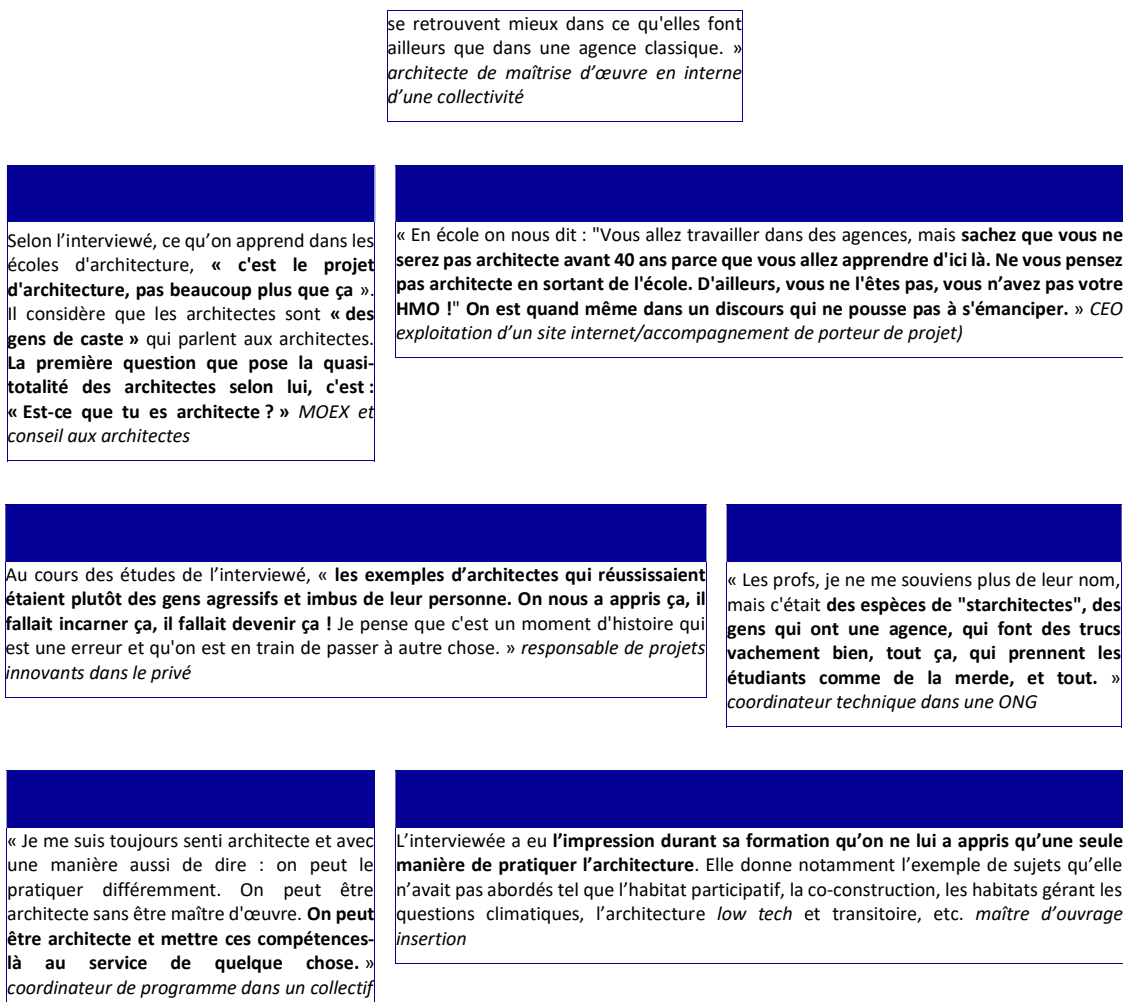 se retrouvent mieux dans ce qu'elles font
ailleurs que dans une agence classique. »
architecte de maîtrise d’œuvre en interne
d’une collectivité
Selon l’interviewé, ce qu’on apprend dans les
écoles d'architecture, « c'est le projet
d'architecture, pas beaucoup plus que ça ».
Il considère que les architectes sont « des
gens de caste » qui parlent aux architectes.
La première question que pose la quasi-
totalité des architectes selon lui, c'est :
« Est-ce que tu es architecte ? » MOEX et
conseil aux architectes
« En école on nous dit : "Vous allez travailler dans des agences, mais sachez que vous ne
serez pas architecte avant 40 ans parce que vous allez apprendre d'ici là. Ne vous pensez
pas architecte en sortant de l'école. D'ailleurs, vous ne l'êtes pas, vous n’avez pas votre
HMO !" On est quand même dans un discours qui ne pousse pas à s'émanciper. » CEO
exploitation d’un site internet/accompagnement de porteur de projet)
Au cours des études de l’interviewé, « les exemples d’architectes qui réussissaient
étaient plutôt des gens agressifs et imbus de leur personne. On nous a appris ça, il
fallait incarner ça, il fallait devenir ça ! Je pense que c'est un moment d'histoire qui
est une erreur et qu'on est en train de passer à autre chose. » responsable de projets
innovants dans le privé
« Les profs, je ne me souviens plus de leur nom,
mais c'était des espèces de "starchitectes", des
gens qui ont une agence, qui font des trucs
vachement bien, tout ça, qui prennent les
étudiants comme de la merde, et tout. »
coordinateur technique dans une ONG
« Je me suis toujours senti architecte et avec
une manière aussi de dire : on peut le
pratiquer différemment. On peut être
architecte sans être maître d'œuvre. On peut
être architecte et mettre ces compétences-
là au service de quelque chose. »
coordinateur de programme dans un collectif
L’interviewée a eu l’impression durant sa formation qu’on ne lui a appris qu’une seule
manière de pratiquer l’architecture. Elle donne notamment l’exemple de sujets qu’elle
n’avait pas abordés tel que l’habitat participatif, la co-construction, les habitats gérant les
questions climatiques, l’architecture low tech et transitoire, etc. maître d’ouvrage
insertion